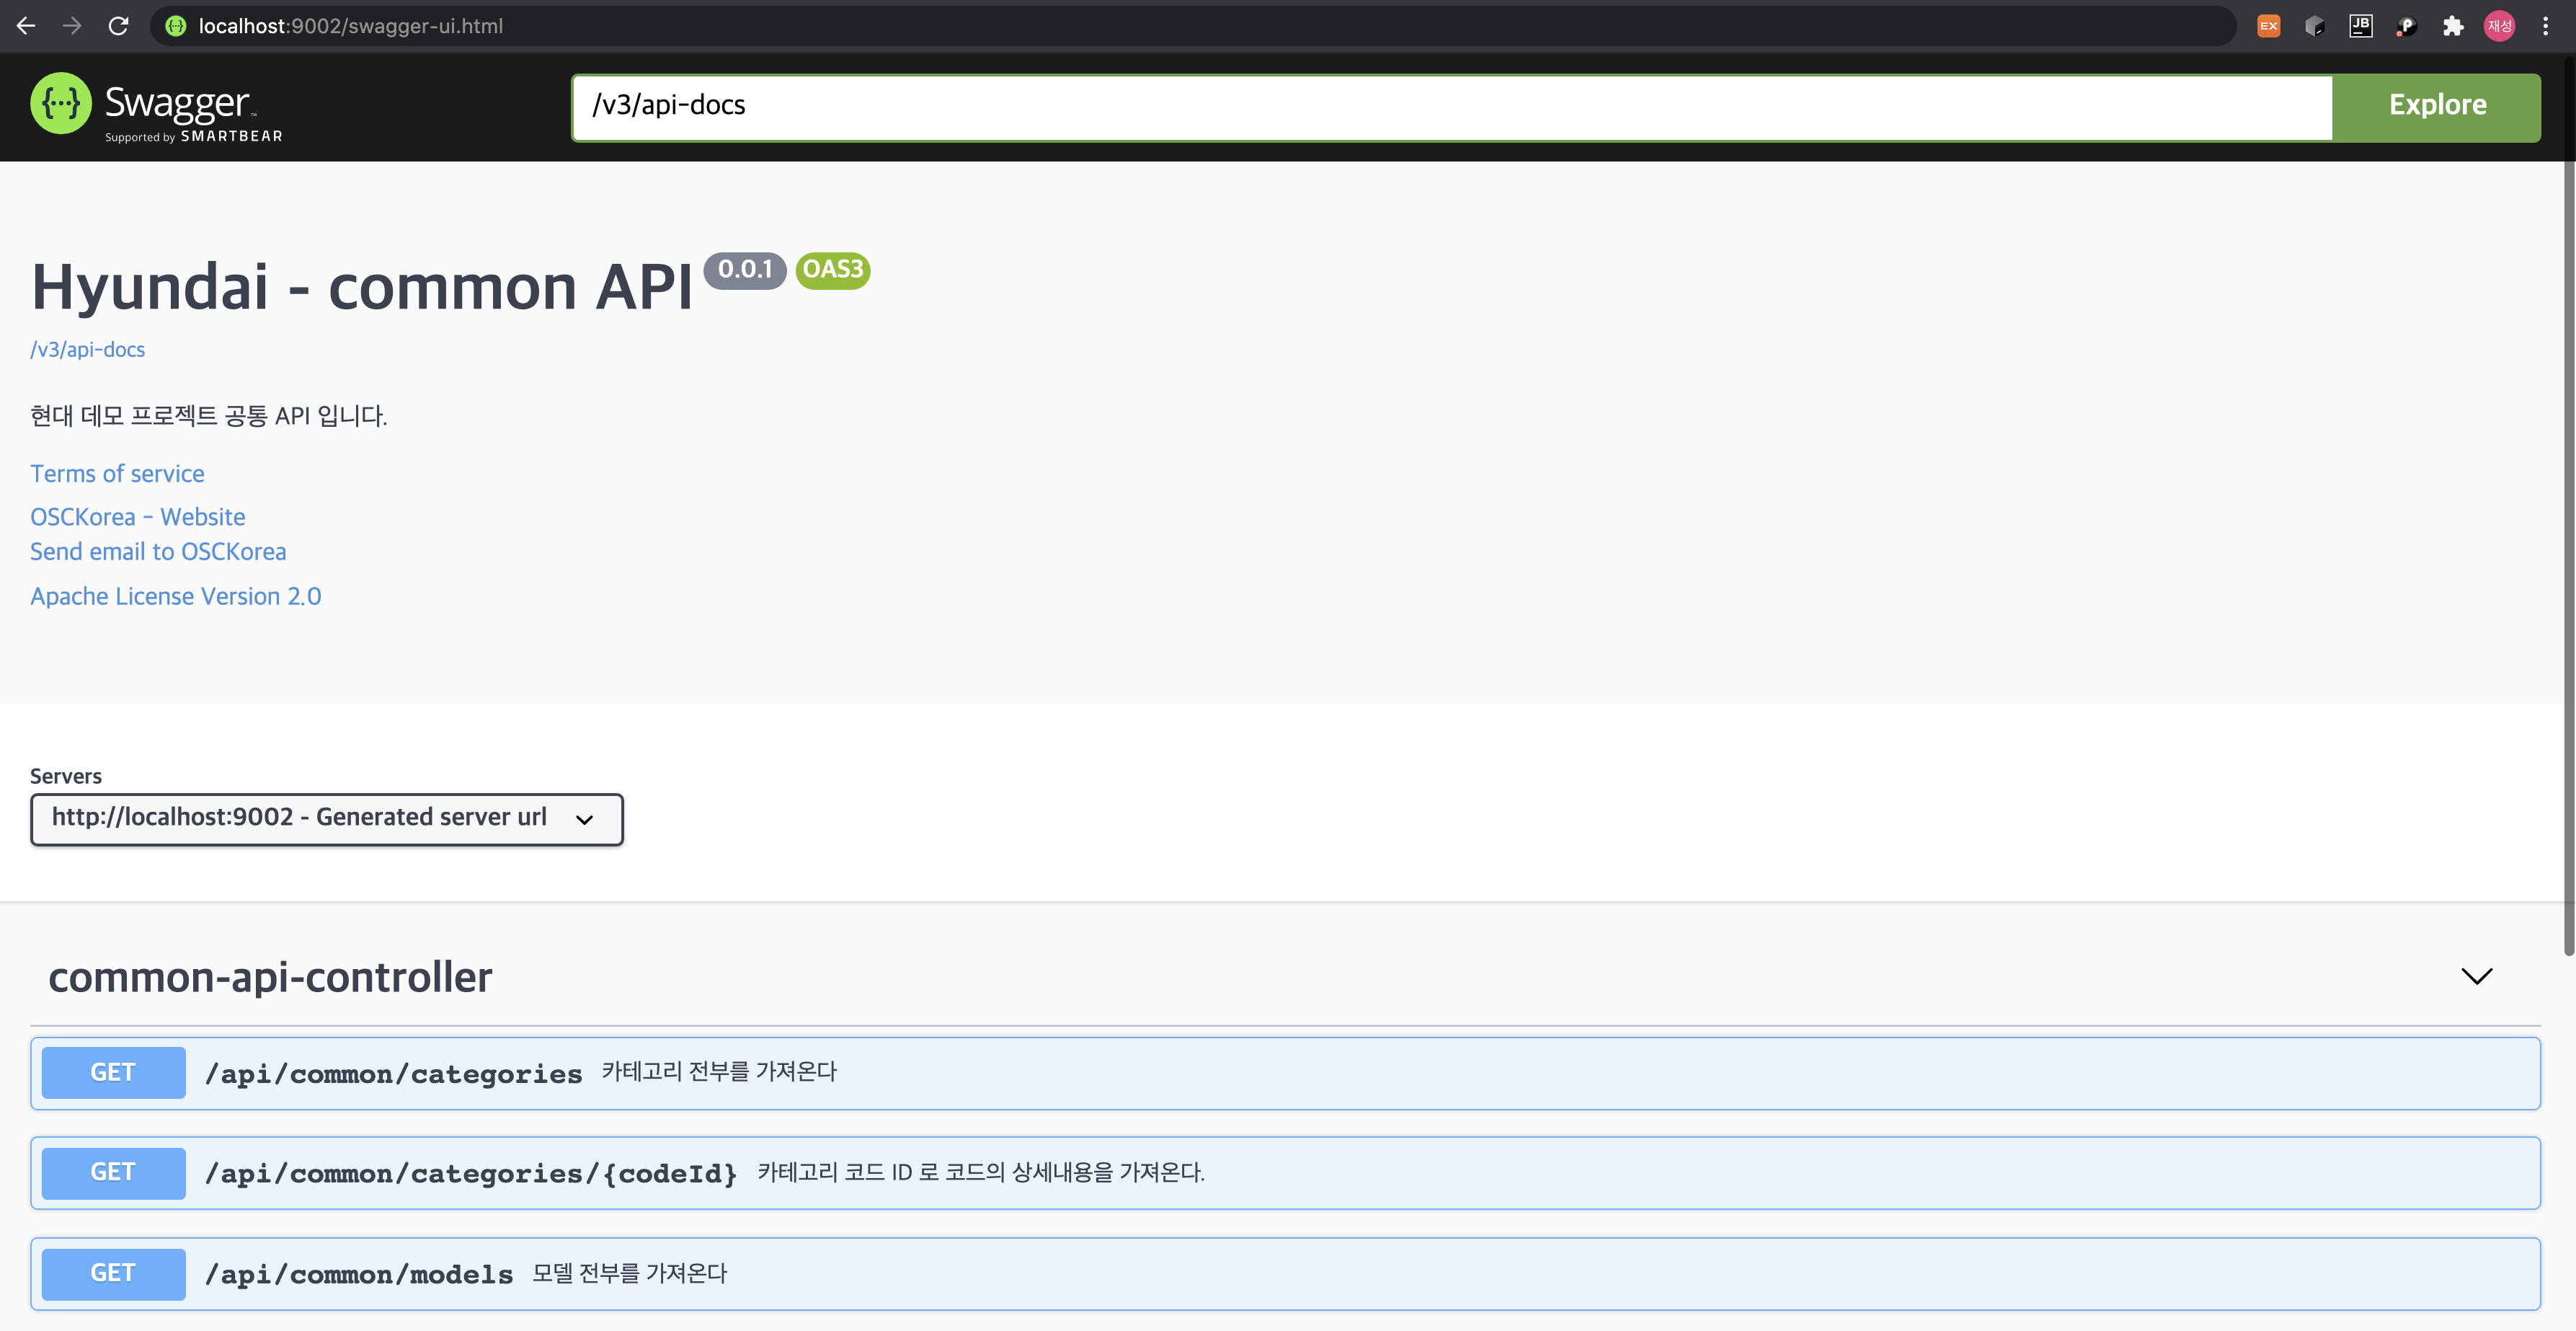 localhost:9002/swagger-ui.html
EX
JB
P
재성
{...}
Swagger™
Supported by SMARTBEAR
/v3/api-docs
Explore
Hyundai - common API 0.0.1 OAS3
/v3/api-docs
현대 데모 프로젝트 공통 API 입니다.
Terms of service
OSCKorea - Website
Send email to OSCKorea
Apache License Version 2.0
Servers
http://localhost:9002 - Generated server url
common-api-controller
GET /api/common/categories 카테고리 전부를 가져온다
GET /api/common/categories/{codeId} 카테고리 코드 ID 로 코드의 상세내용을 가져온다.
GET /api/common/models 모델 전부를 가져온다